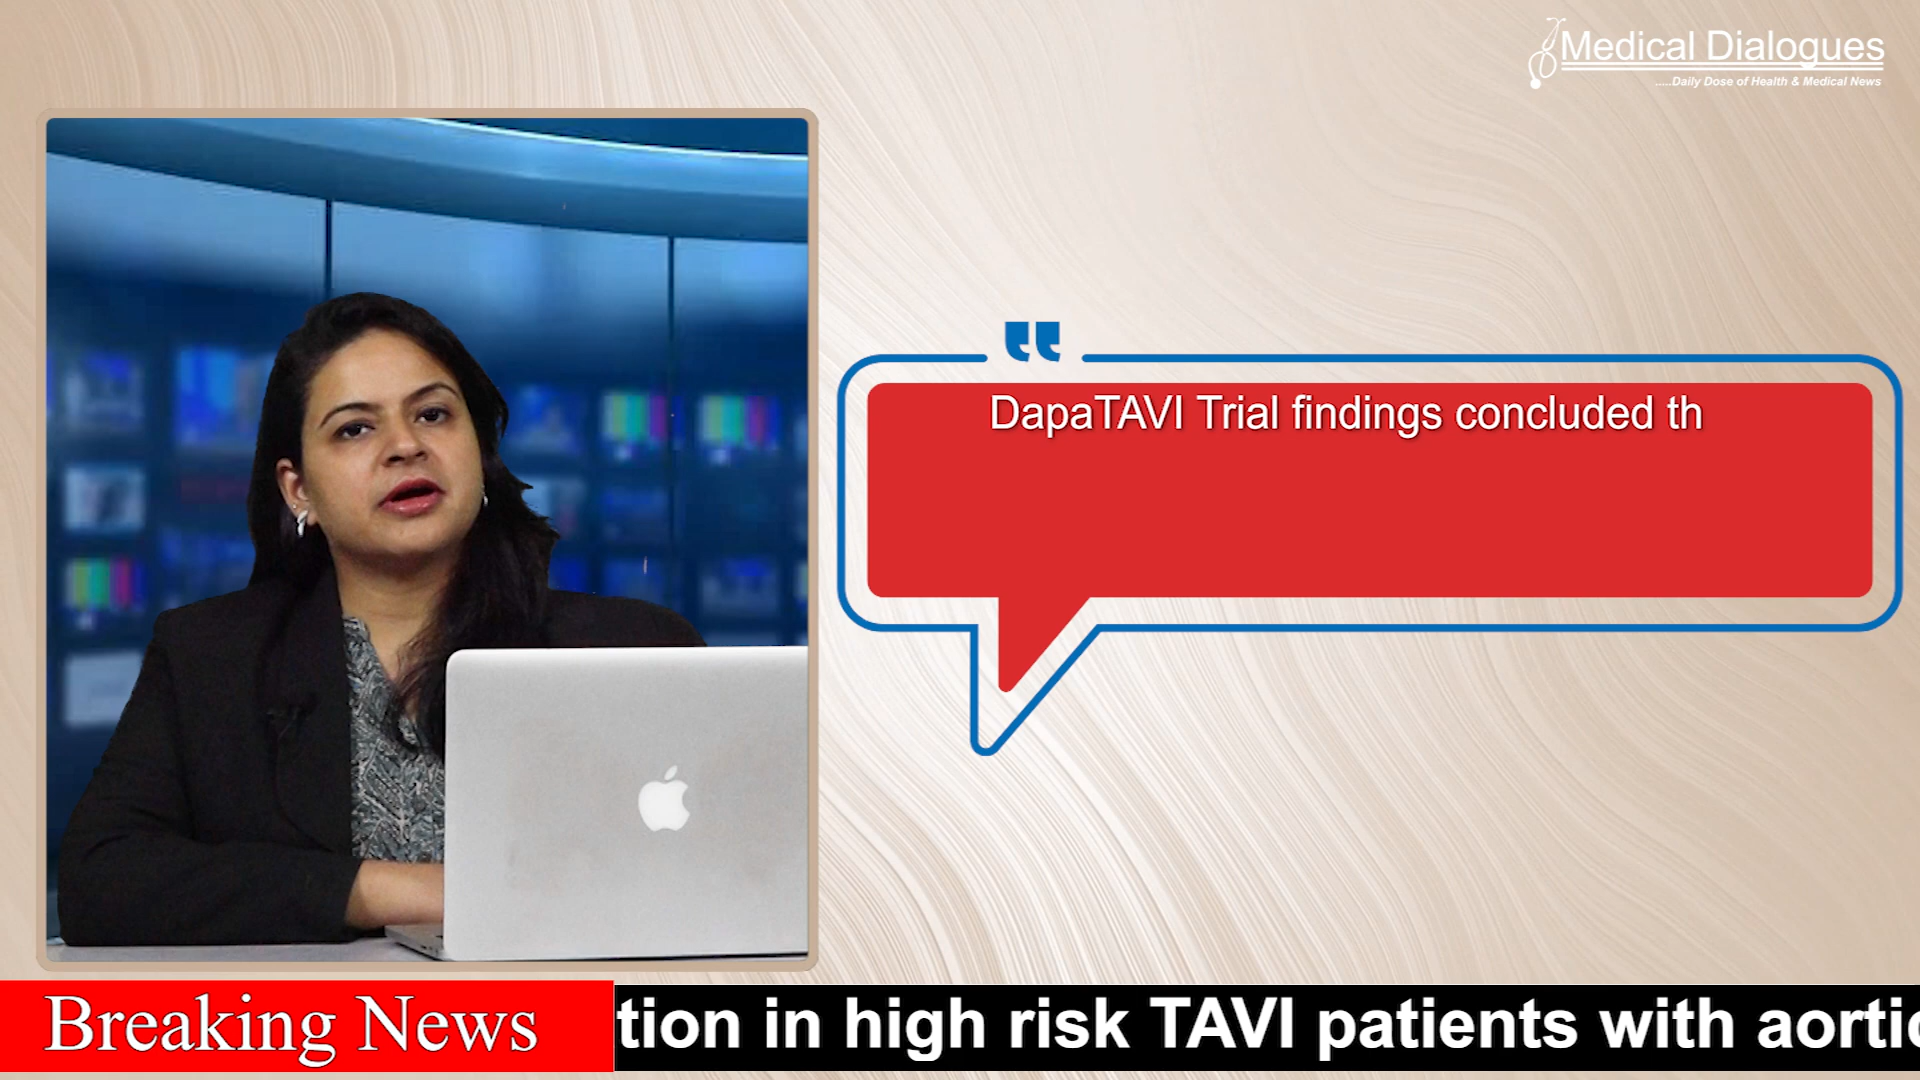 Medical Dialogues
.....Daily Dose of Health & Medical News
DapaTAVI Trial findings concluded th
Breaking News
tion in high risk TAVI patients with aortic